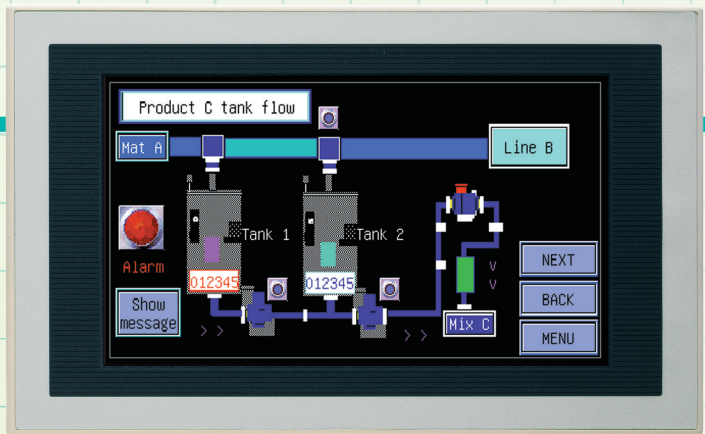 Product C tank flow
Mat A
Line B
Tank 1
Tank 2
Alarm
012345
012345
NEXT
Show
message
> >
> >
V
V
BACK
Mix C
MENU